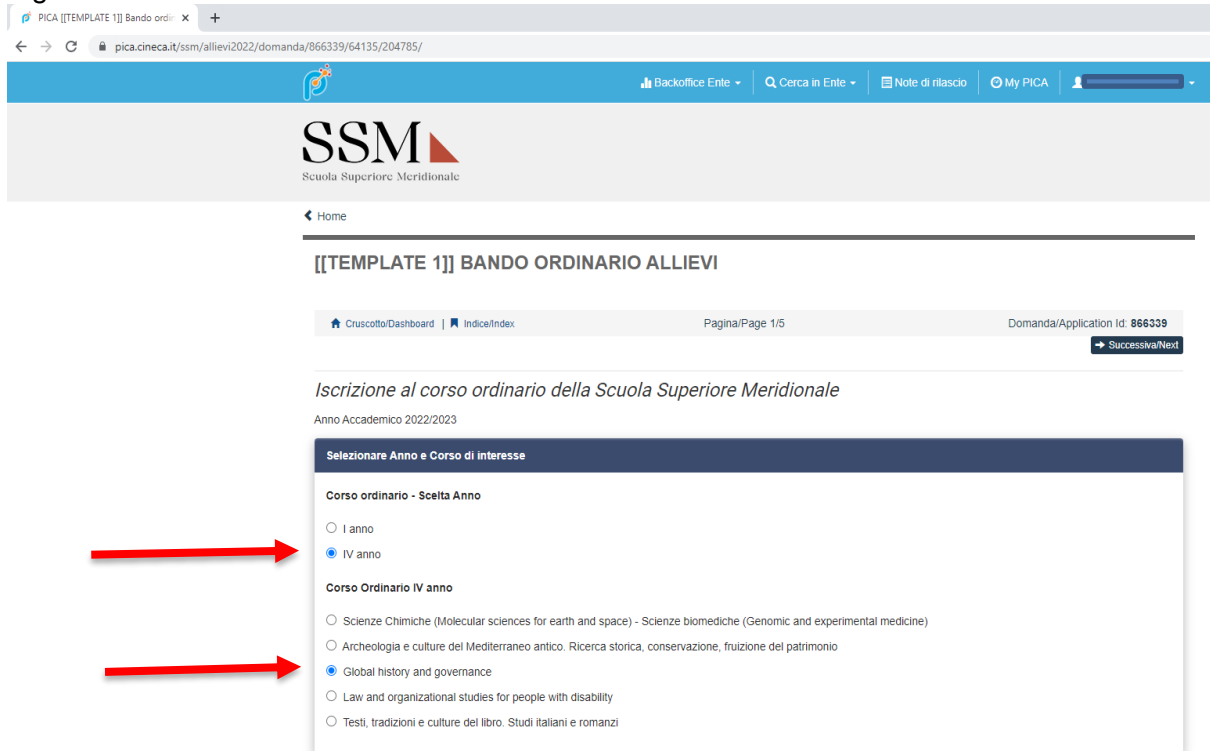 PICA [[TEMPLATE 1]] Bando ordin
pica.cineca.it/ssm/allievi2022/domanda/866339/64135/204785/
Backoffice Ente Cerca in Ente Note di rilascio My PICA
SSM
Scuola Superiore Meridionale
Home
[[TEMPLATE 1]] BANDO ORDINARIO ALLIEVI
Cruscotto/Dashboard | Indice/Index Pagina/Page 1/5 Domanda/Application Id: 866339
Successiva/Next
Iscrizione al corso ordinario della Scuola Superiore Meridionale
Anno Accademico 2022/2023
Selezionare Anno e Corso di interesse
Corso ordinario - Scelta Anno
I anno
IV anno
Corso Ordinario IV anno
Scienze Chimiche (Molecular sciences for earth and space) - Scienze biomediche (Genomic and experimental medicine)
Archeologia e culture del Mediterraneo antico. Ricerca storica, conservazione, fruizione del patrimonio
Global history and governance
Law and organizational studies for people with disability
Testi, tradizioni e culture del libro. Studi italiani e romanzi